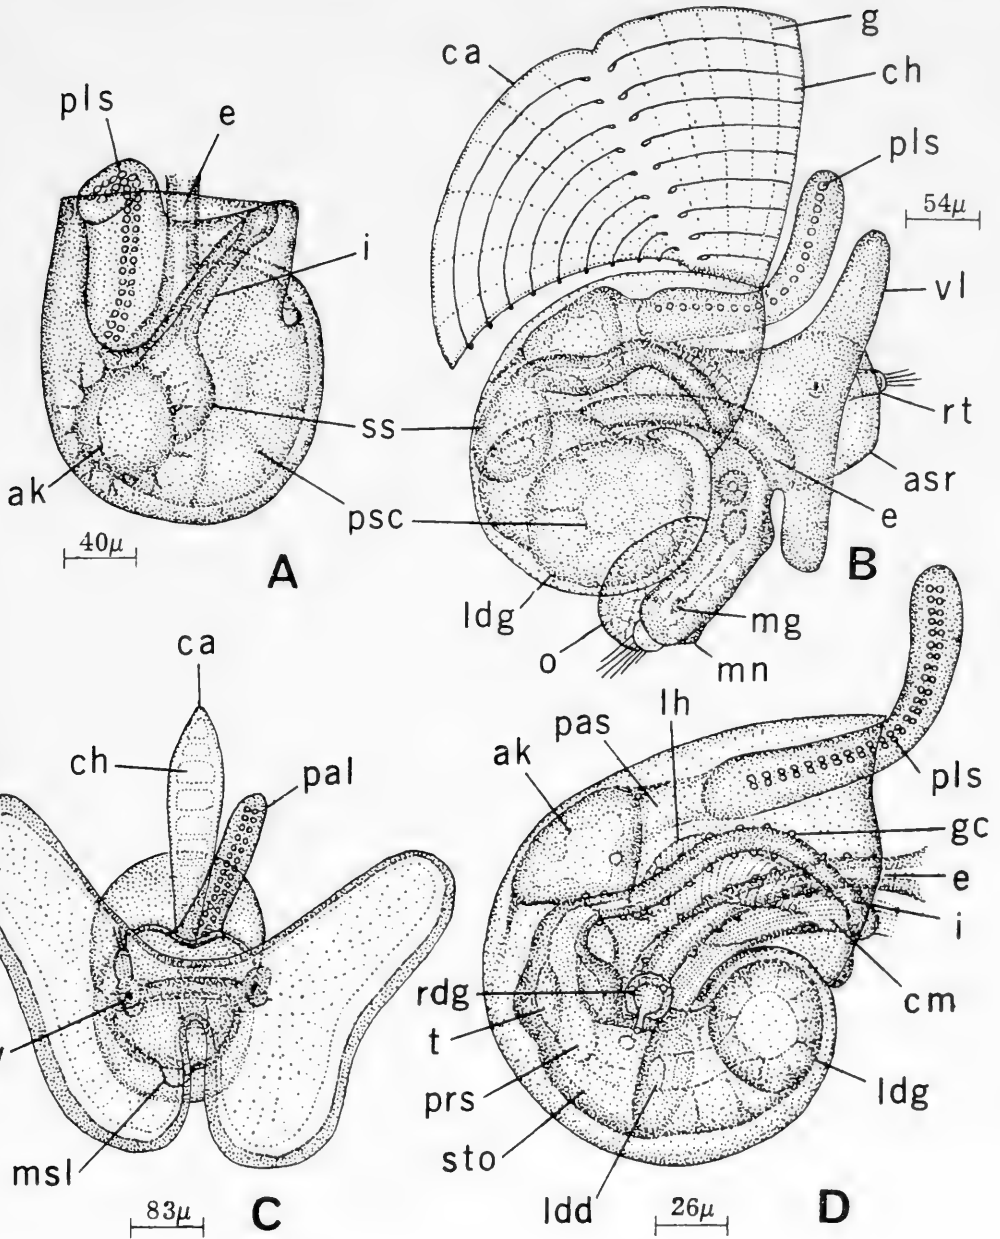 pls
e
i
ak
40μ
A
ss
psc
ca
g
ch
pls
54μ
vl
rt
asr
e
B
ldg
o
mg
mn
ca
ch
pal
msl
83μ
C
ak
pas
lh
pls
gc
e
i
cm
rdg
t
prs
sto
ldd
ldg
26μ
D